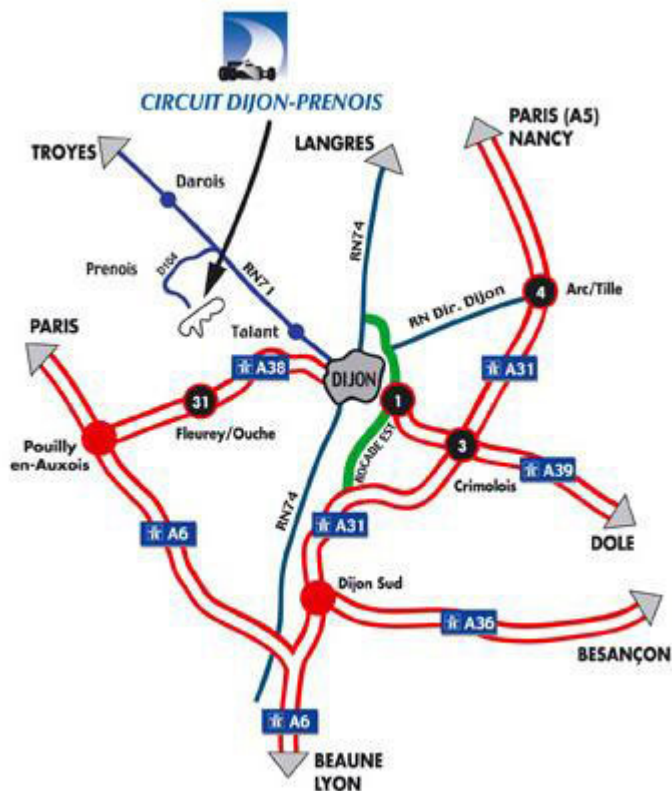 CIRCUIT DIJON-PRENOIS
PARIS (A5)
NANCY
TROYES
LANGRES
Darois
RN74
Prenois
D104
RN71
RN Dir. Dijon
4
Arc/Tille
PARIS
Talant
A38
DIJON
A31
31
1
Fleurey/Ouche
ROCADE EST
3
Pouilly
en-Auxois
Crimolois
A39
RN74
A31
A6
DOLE
Dijon Sud
A36
BESANÇON
A6
BEAUNE
LYON